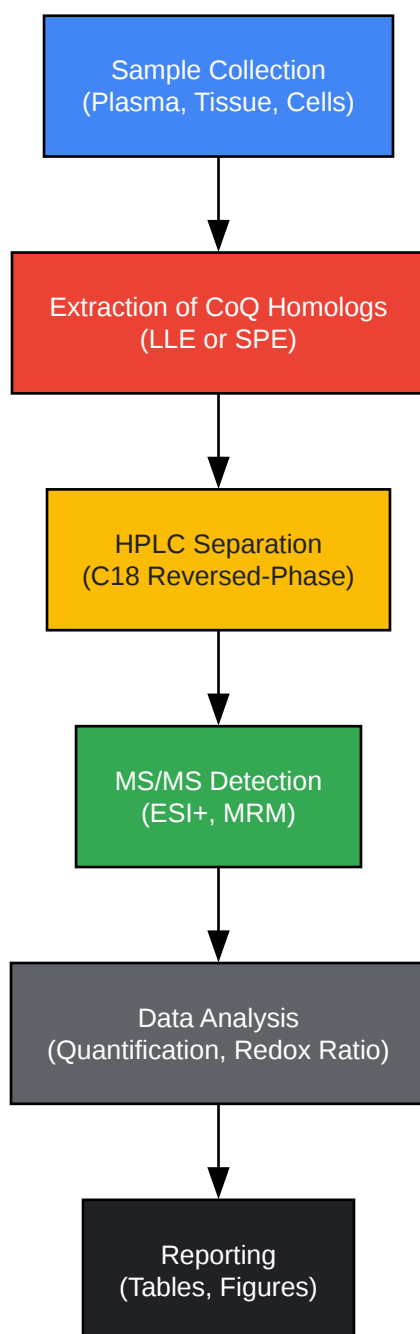 Sample Collection
(Plasma, Tissue, Cells)
Extraction of CoQ Homologs
(LLE or SPE)
HPLC Separation
(C18 Reversed-Phase)
MS/MS Detection
(ESI+, MRM)
Data Analysis
(Quantification, Redox Ratio)
Reporting
(Tables, Figures)